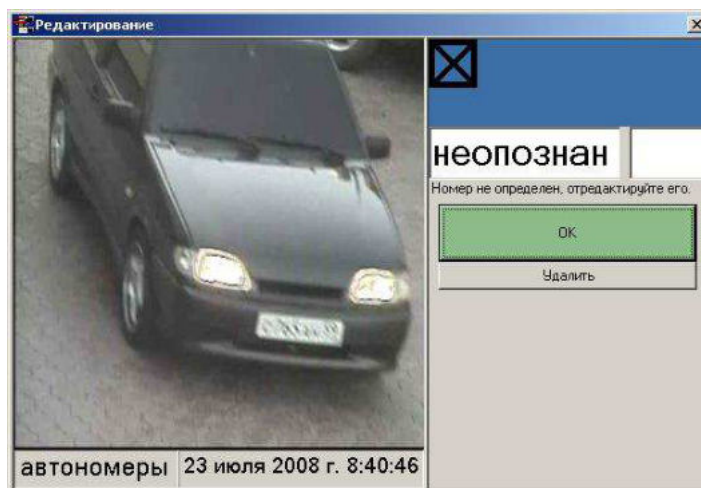 Редактирование
неопознан
Номер не определен, отредактируйте его.
OK
Удалить
автономеры
23 июля 2008 г. 8:40:46